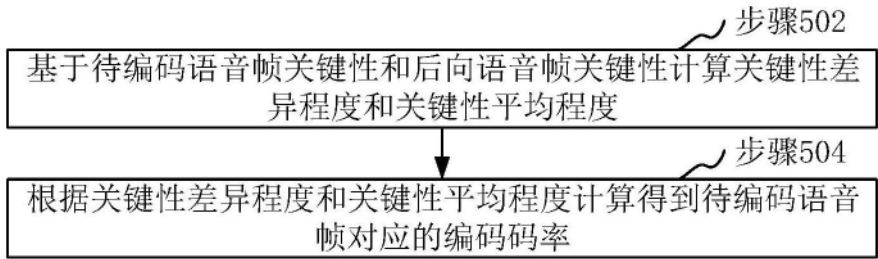 步骤502
基于待编码语音帧关键性和后向语音帧关键性计算关键性差
异程度和关键性平均程度
步骤504
根据关键性差异程度和关键性平均程度计算得到待编码语音
帧对应的编码码率